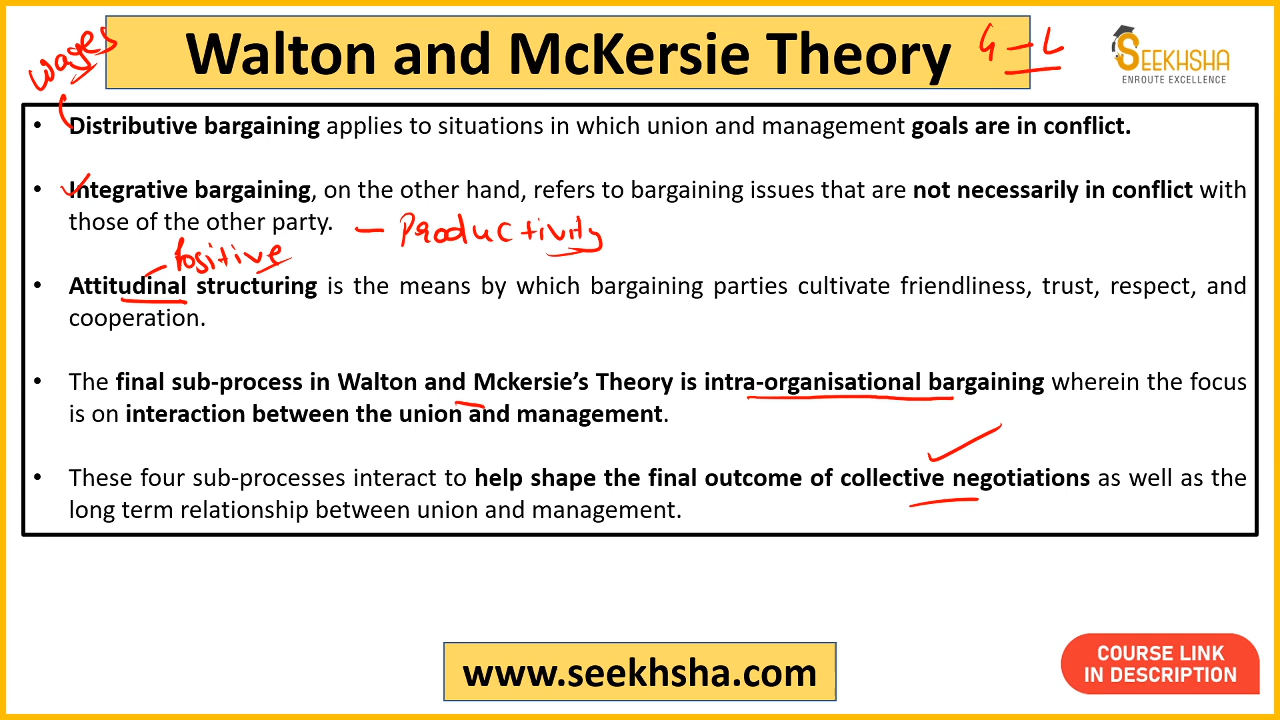 Walton and McKersie Theory
4-L
SEEKHSHA
ENROUTE EXCELLENCE
wages
• Distributive bargaining applies to situations in which union and management goals are in conflict.
• Integrative bargaining, on the other hand, refers to bargaining issues that are not necessarily in conflict with
those of the other party.
- Productivity
Positive
• Attitudinal structuring is the means by which bargaining parties cultivate friendliness, trust, respect, and
cooperation.
• The final sub-process in Walton and Mckersie's Theory is intra-organisational bargaining wherein the focus
is on interaction between the union and management.
• These four sub-processes interact to help shape the final outcome of collective negotiations as well as the
long term relationship between union and management.
www.seekhsha.com
COURSE LINK
IN DESCRIPTION